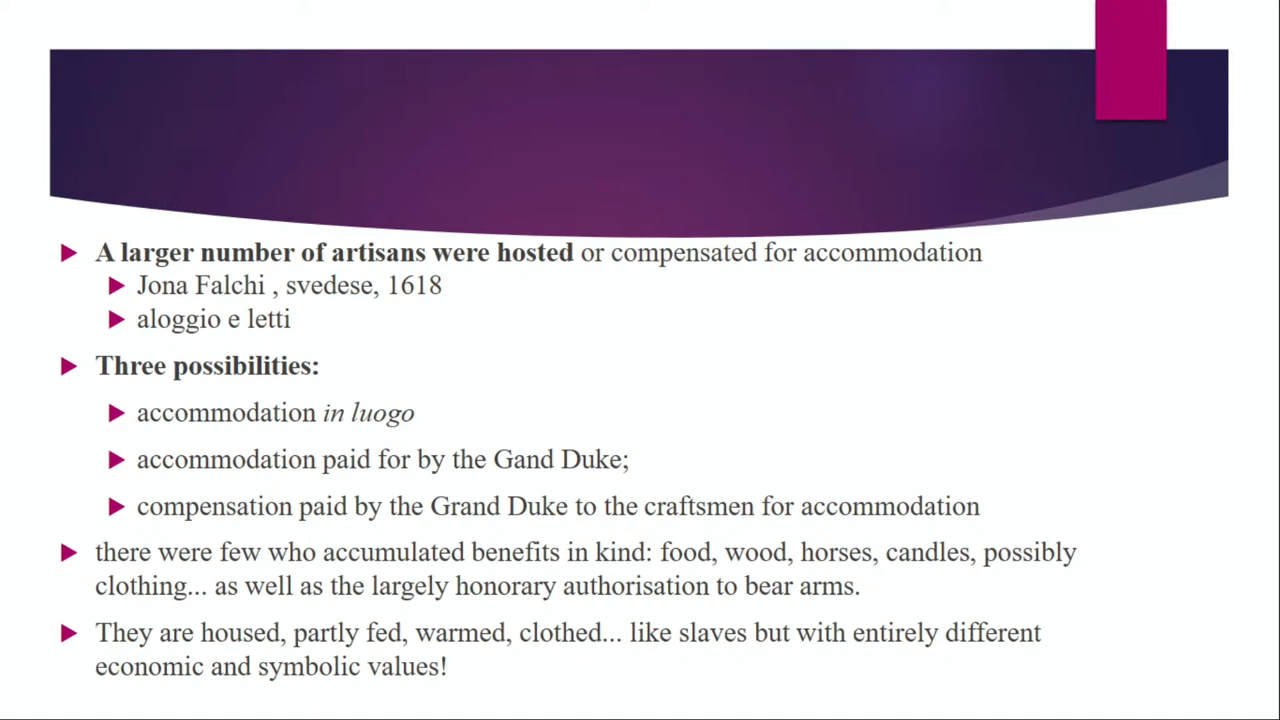 A larger number of artisans were hosted or compensated for accommodation
Jona Falchi , svedese, 1618
aloggio e letti
Three possibilities:
accommodation in luogo
accommodation paid for by the Gand Duke;
compensation paid by the Grand Duke to the craftsmen for accommodation
there were few who accumulated benefits in kind: food, wood, horses, candles, possibly
clothing... as well as the largely honorary authorisation to bear arms.
They are housed, partly fed, warmed, clothed... like slaves but with entirely different
economic and symbolic values!